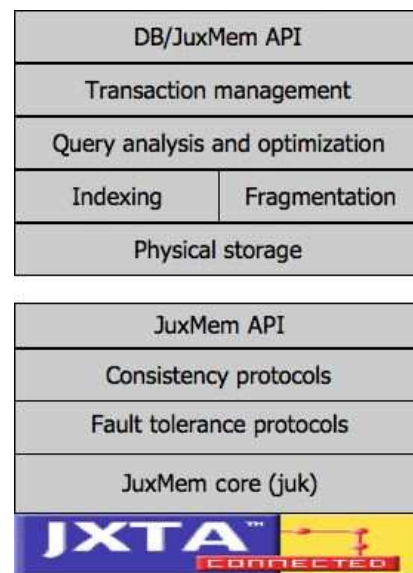 DB/JuxMem API
Transaction management
Query analysis and optimization
Indexing
Fragmentation
Physical storage
JuxMem API
Consistency protocols
Fault tolerance protocols
JuxMem core (juk)
JXTA™
CONNECTED